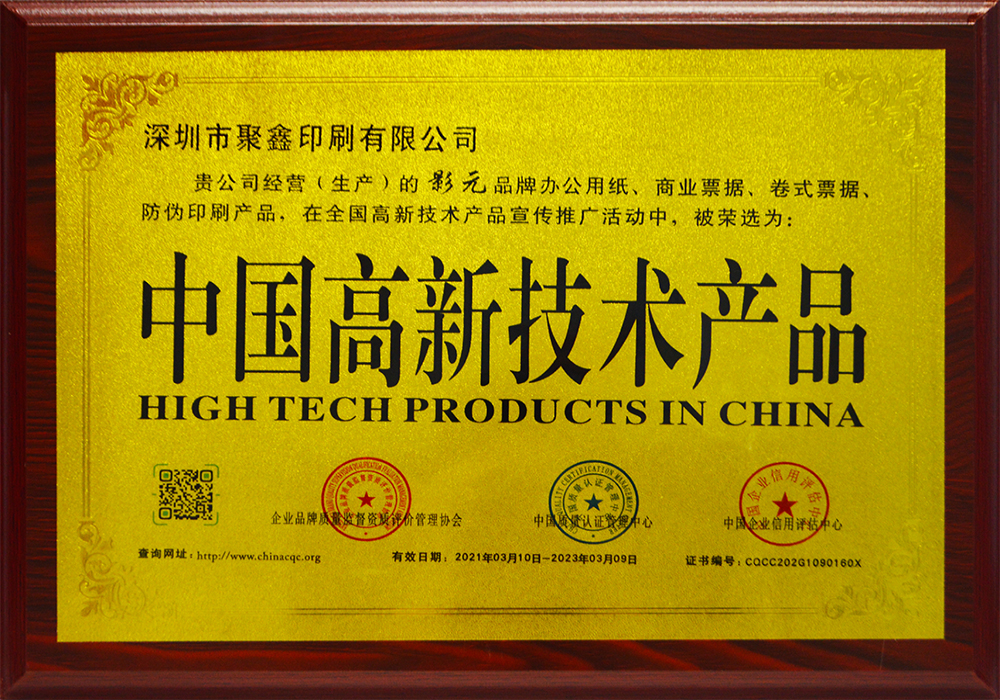 深圳市聚鑫印刷有限公司
贵公司经营（生产）的 影元 品牌办公用纸、商业票据、卷式票据、
防伪印刷产品，在全国高新技术产品宣传推广活动中，被荣选为：
中国高新技术产品
HIGH TECH PRODUCTS IN CHINA
企业品牌质量监督资质评价管理协会
中国质量认证管理中心
中国企业信用评估中心
查询网址：http://www.chinacqc.org
有效日期：2021年03月10日-2023年03月09日
证书编号：CQCC202G1090160X